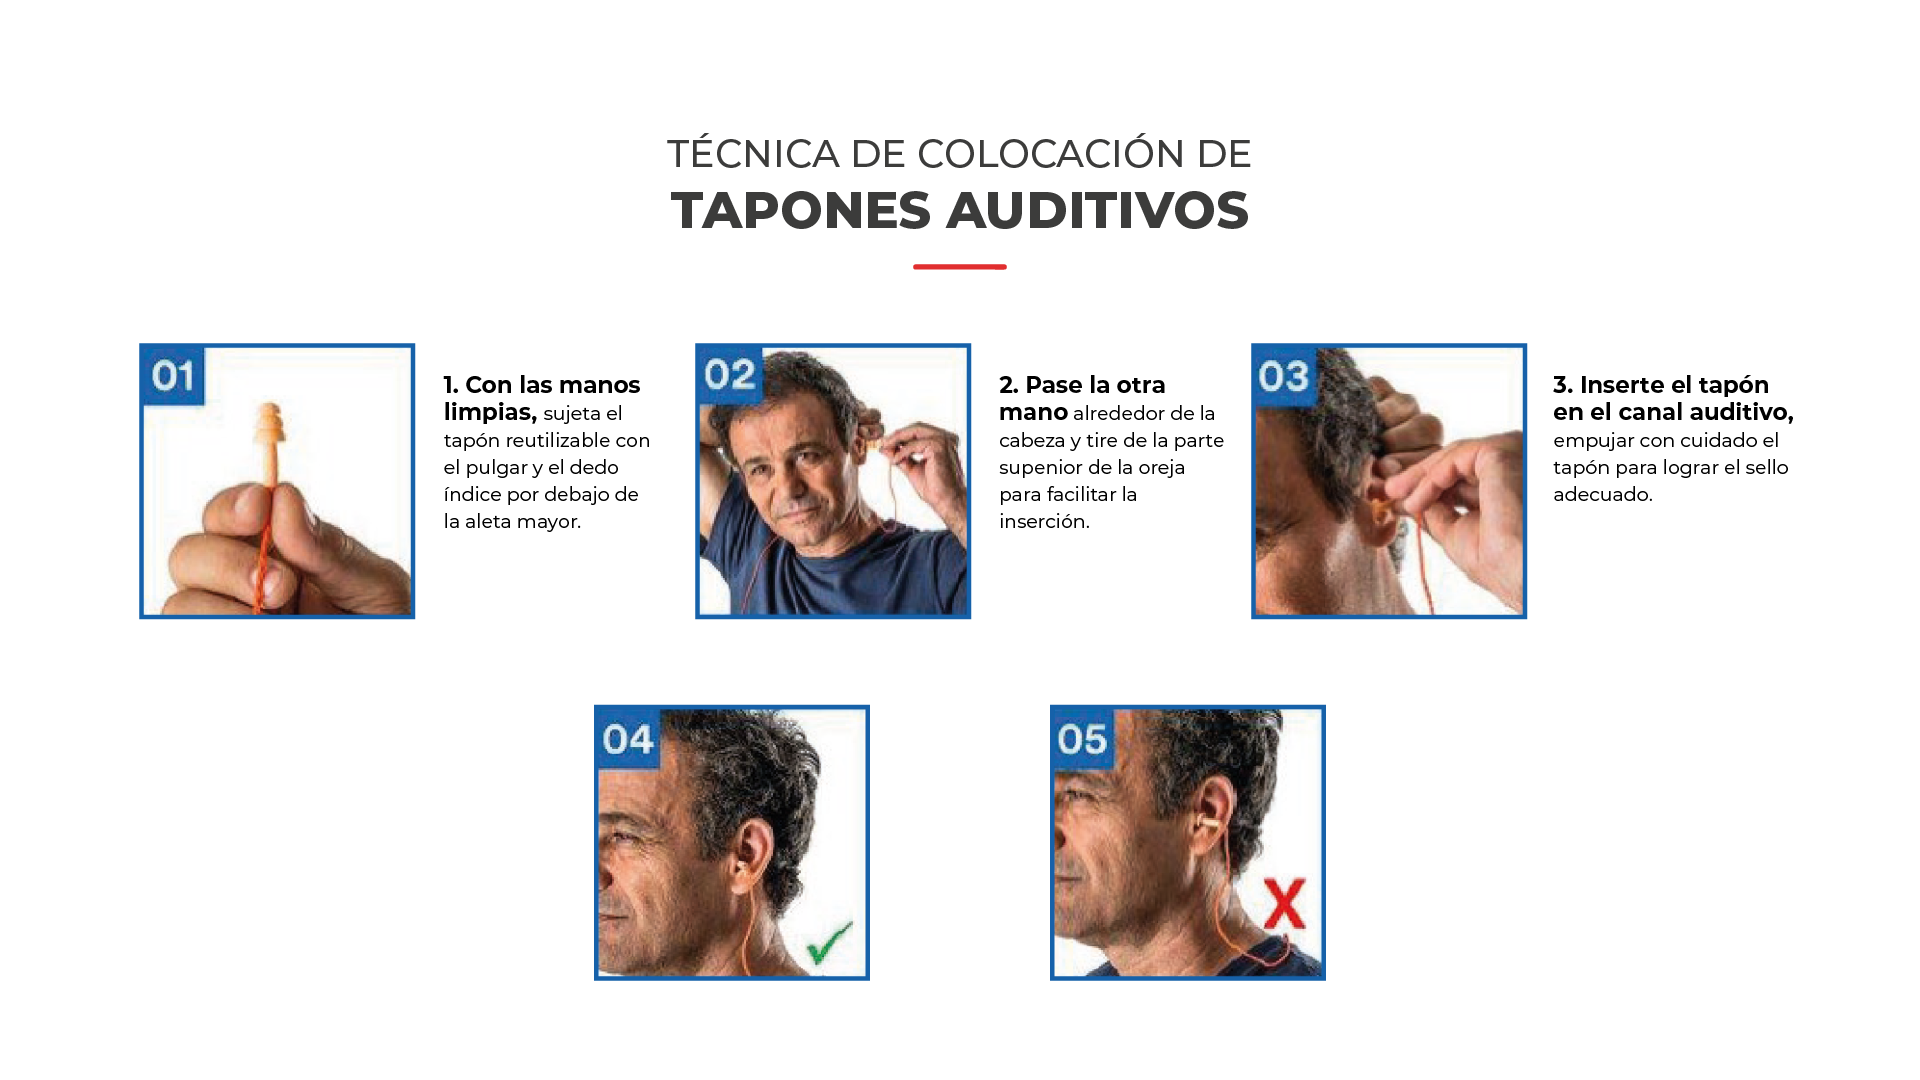 TÉCNICA DE COLOCACIÓN DE
TAPONES AUDITIVOS
01
1. Con las manos
limpias, sujeta el
tapón reutilizable con
el pulgar y el dedo
índice por debajo de
la aleta mayor.
02
2. Pase la otra
mano alrededor de la
cabeza y tire de la parte
superior de la oreja
para facilitar la
inserción.
03
3. Inserte el tapón
en el canal auditivo,
empujar con cuidado el
tapón para lograr el sello
adecuado.
04
05
X